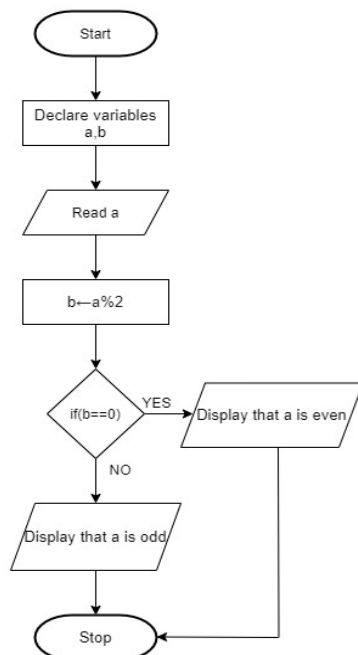 Start
Declare variables
a,b
Read a
b←a%2
if(b==0)
YES
Display that a is even
NO
Display that a is odd
Stop